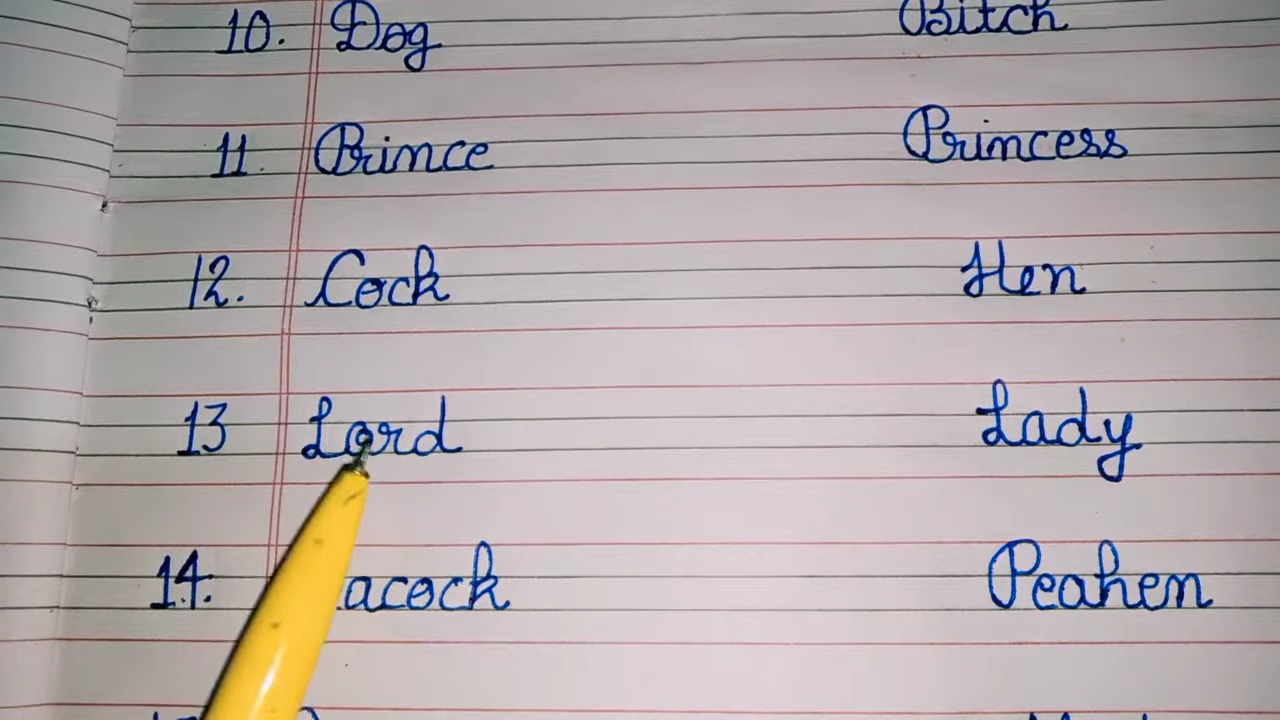 10. Dog Bitch
11. Prince Princess
12. Cock Hen
13 Lord Lady
14. Peahen